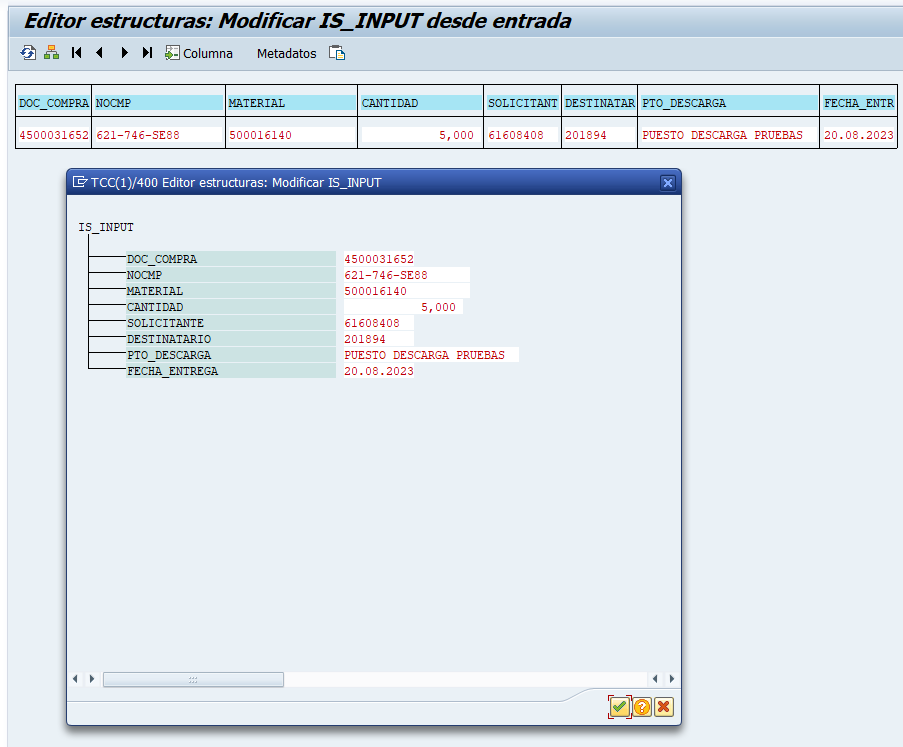 Editor estructuras: Modificar IS_INPUT desde entrada
Columna Metadatos
DOC_COMPRA NOCMP MATERIAL CANTIDAD SOLICITANT DESTINATAR PTO_DESCARGA FECHA_ENTR
4500031652 621-746-SE88 500016140 5,000 61608408 201894 PUESTO DESCARGA PRUEBAS 20.08.2023
TCC(1)/400 Editor estructuras: Modificar IS_INPUT
IS_INPUT
DOC_COMPRA 4500031652
NOCMP 621-746-SE88
MATERIAL 500016140
CANTIDAD 5,000
SOLICITANTE 61608408
DESTINATARIO 201894
PTO_DESCARGA PUESTO DESCARGA PRUEBAS
FECHA_ENTREGA 20.08.2023